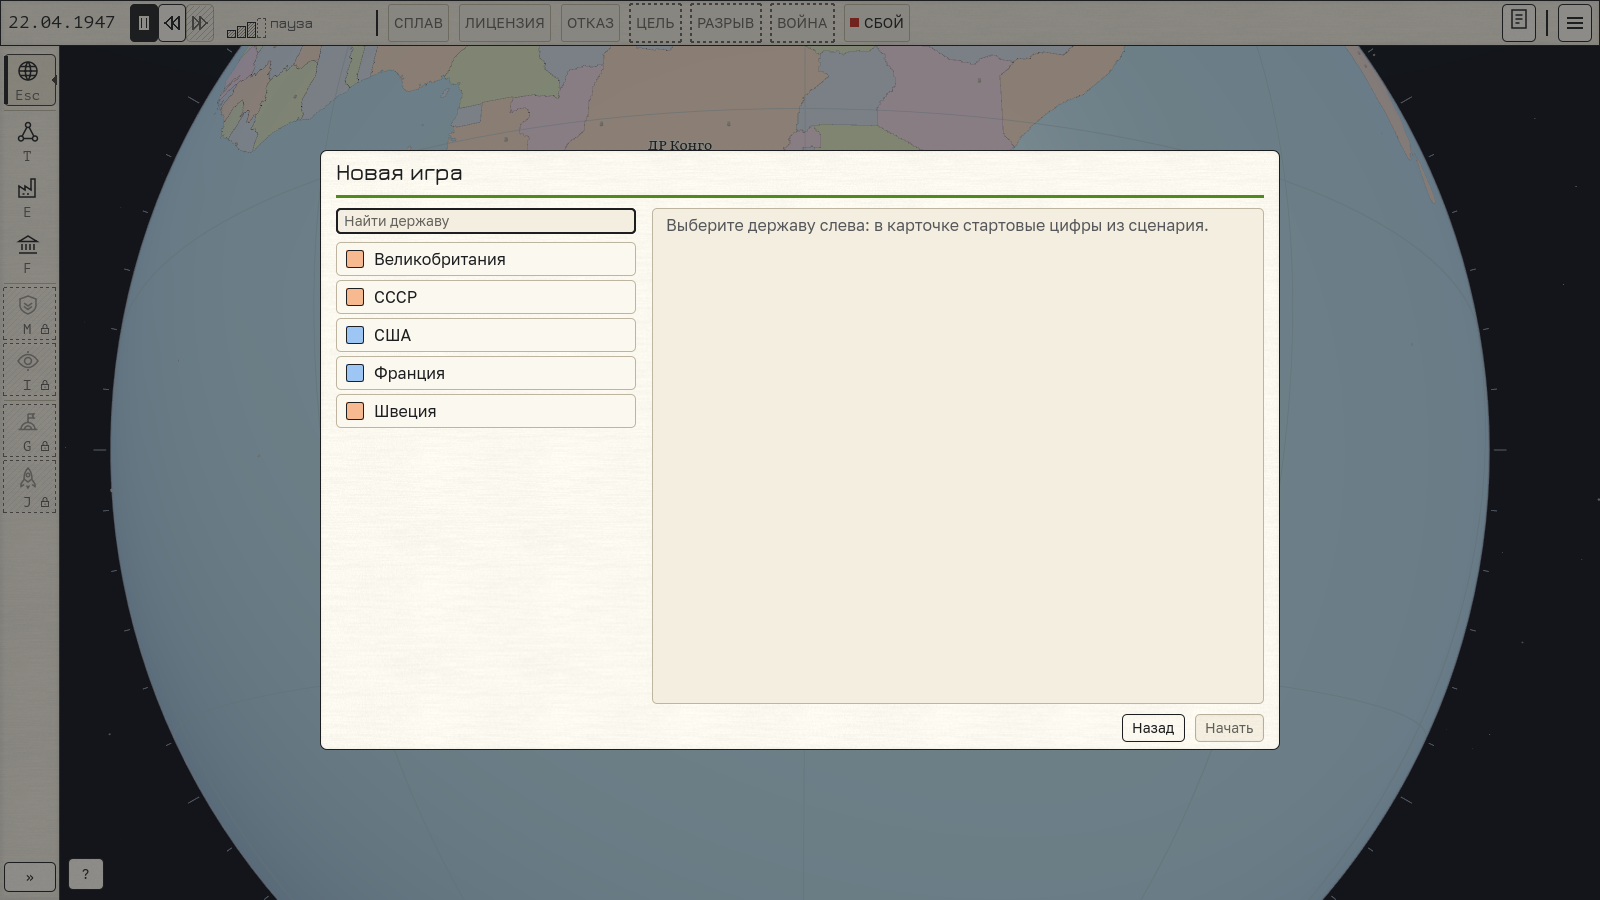 22.04.1947
пауза
СПЛАВ
ЛИЦЕНЗИЯ
ОТКАЗ
ЦЕЛЬ
РАЗРЫВ
ВОЙНА
СБОЙ
Esc
T
E
F
M
I
G
J
»
?
ДР Конго
Новая игра
Найти державу
Великобритания
СССР
США
Франция
Швеция
Выберите державу слева: в карточке стартовые цифры из сценария.
Назад
Начать